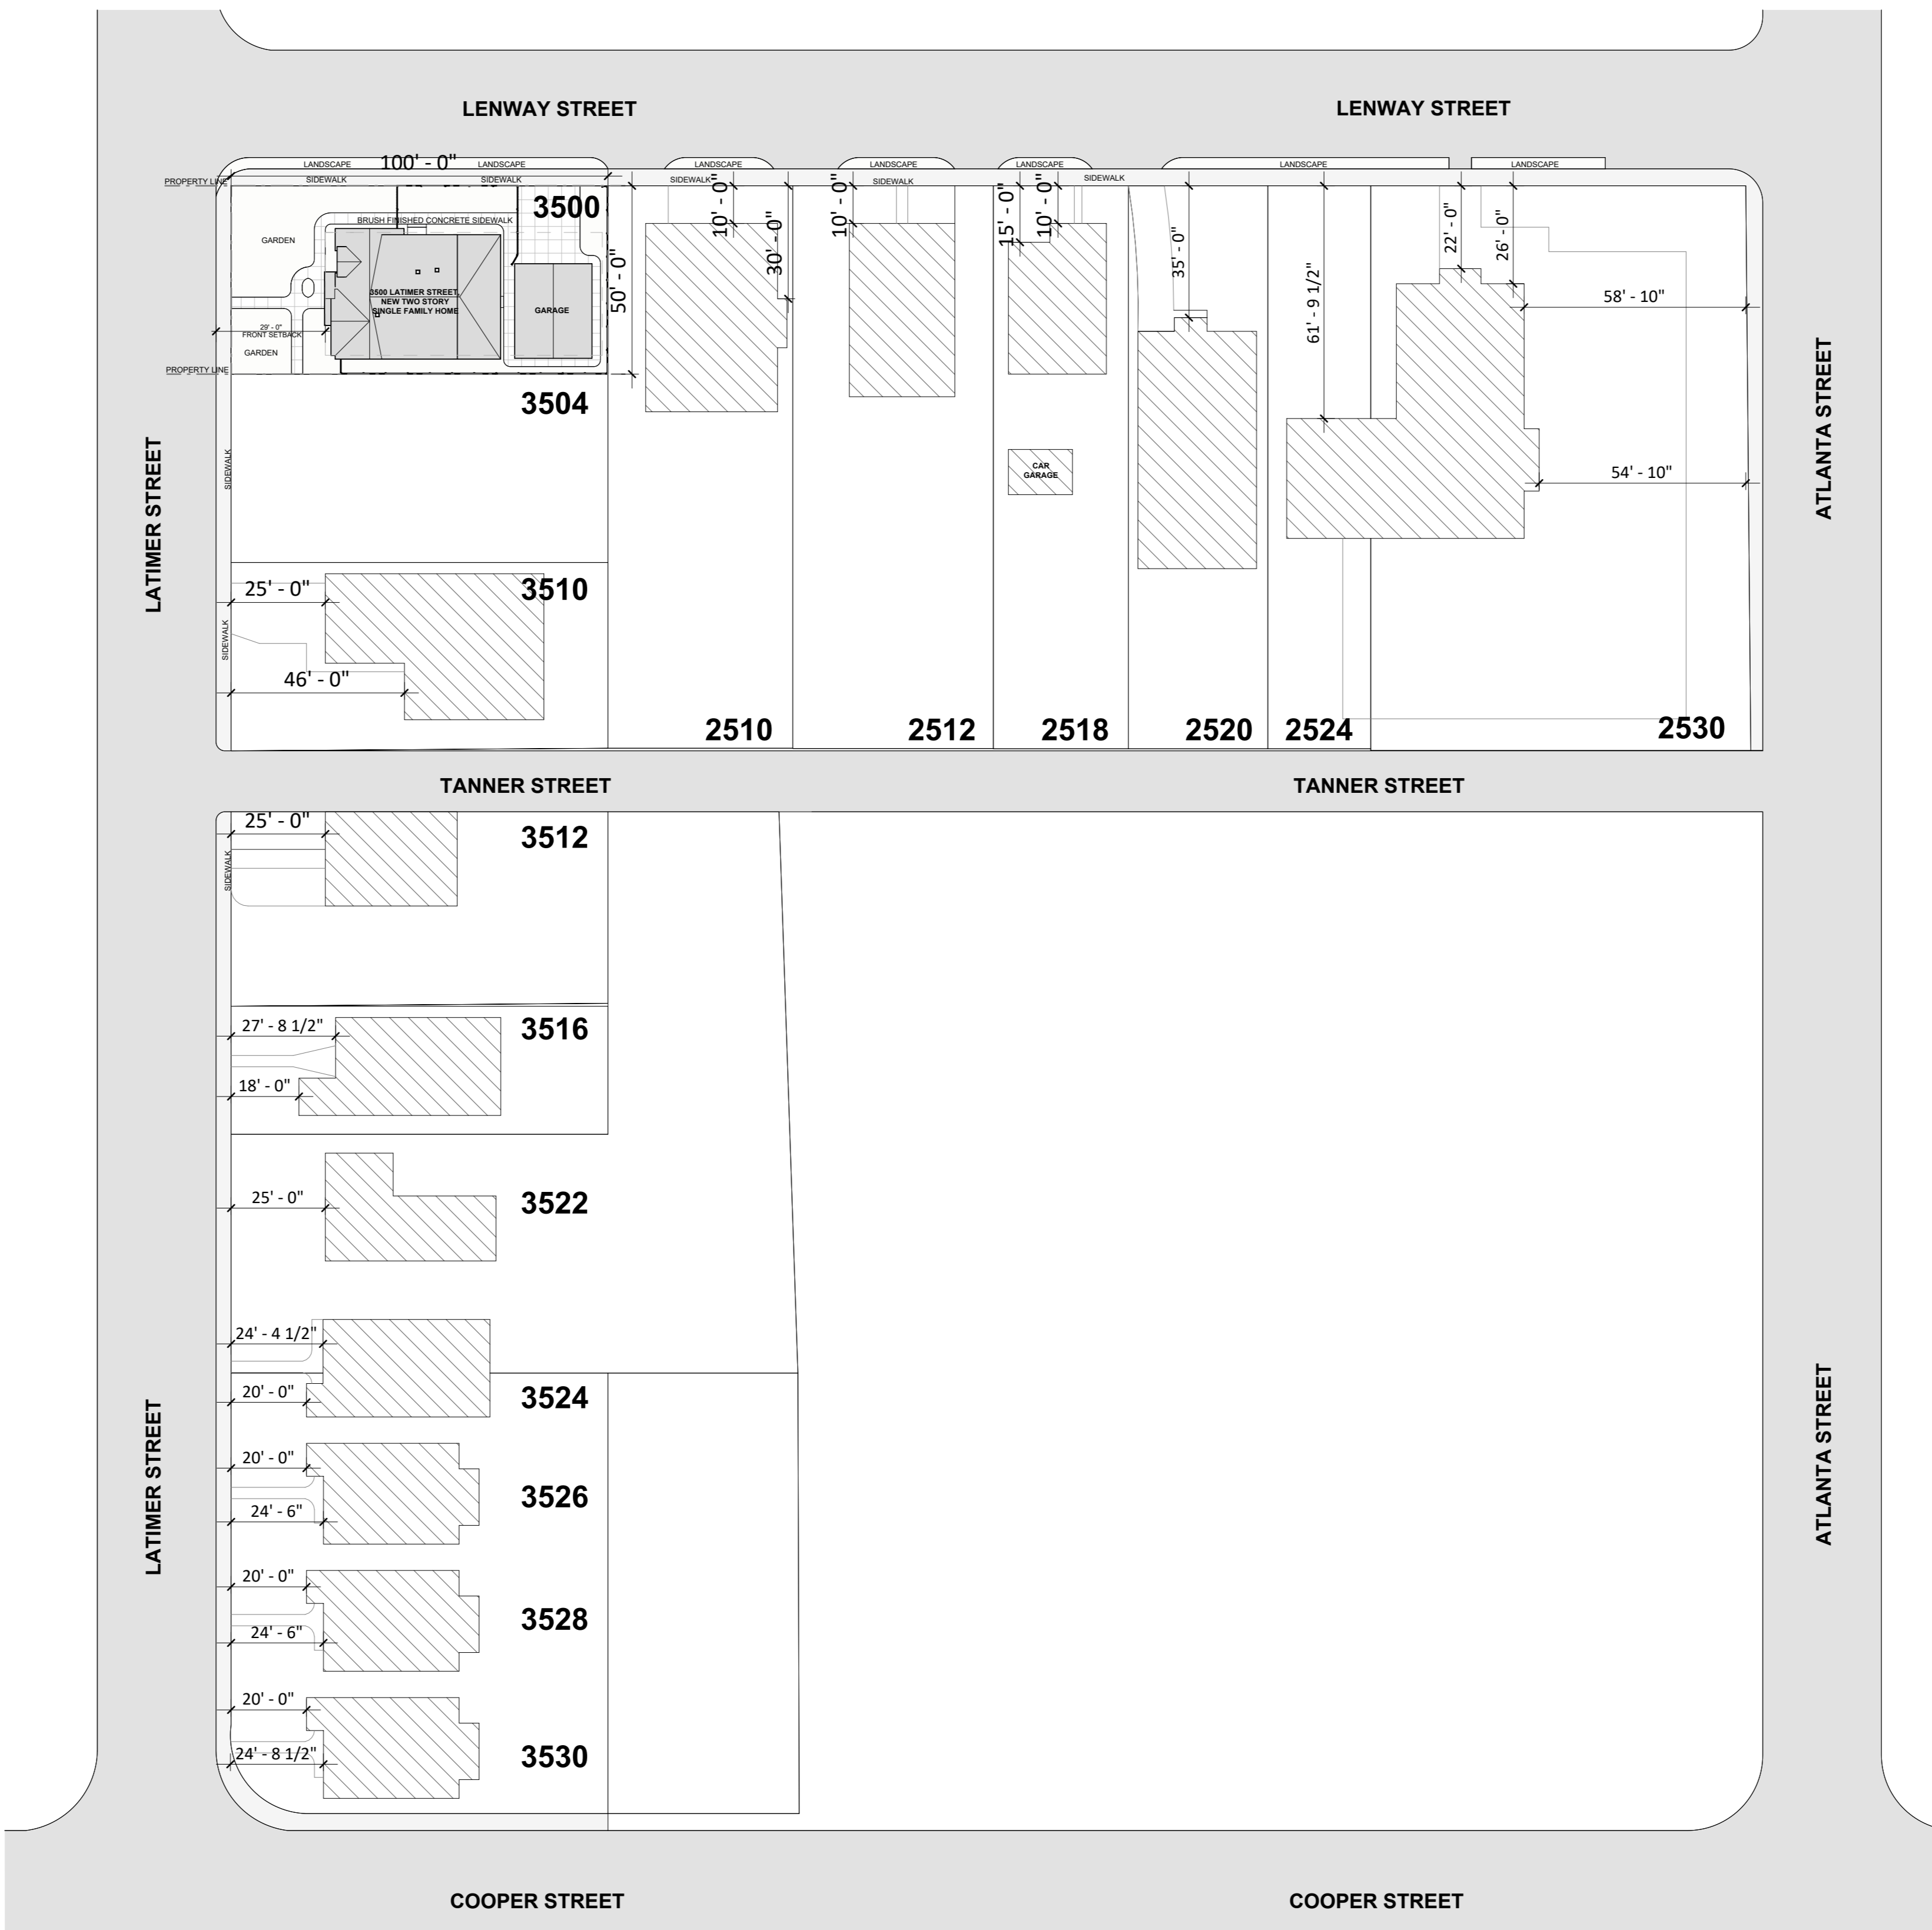 LENWAY STREET
LENWAY STREET
LANDSCAPE
100' - 0"
LANDSCAPE
LANDSCAPE
LANDSCAPE
LANDSCAPE
LANDSCAPE
LANDSCAPE
PROPERTY LINE
SIDEWALK
SIDEWALK
SIDEWALK
SIDEWALK
SIDEWALK
3500
BRUSH FINISHED CONCRETE SIDEWALK
GARDEN
3500 LATIMER STREET,
NEW TWO STORY
SINGLE FAMILY HOME
GARAGE
29' - 0"
FRONT SETBACK
GARDEN
PROPERTY LINE
50' - 0"
10' - 0"
30' - 0"
10' - 0"
15' - 0"
10' - 0"
35' - 0"
61' - 9 1/2"
22' - 0"
26' - 0"
58' - 10"
54' - 10"
3504
CAR
GARAGE
LATIMER STREET
SIDEWALK
ATLANTA STREET
25' - 0"
3510
SIDEWALK
46' - 0"
2510
2512
2518
2520
2524
2530
TANNER STREET
TANNER STREET
25' - 0"
3512
SIDEWALK
27' - 8 1/2"
3516
18' - 0"
25' - 0"
3522
24' - 4 1/2"
20' - 0"
3524
20' - 0"
3526
24' - 6"
20' - 0"
3528
24' - 6"
20' - 0"
3530
24' - 8 1/2"
LATIMER STREET
ATLANTA STREET
COOPER STREET
COOPER STREET